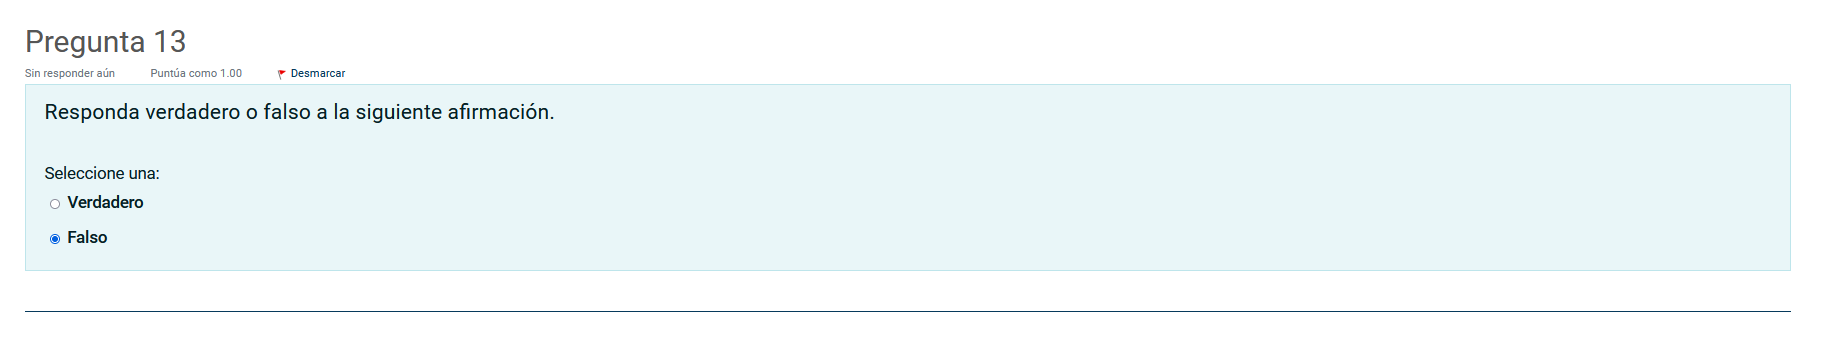 Pregunta 13
Sin responder aún Puntúa como 1.00 Desmarcar
Responda verdadero o falso a la siguiente afirmación.
Seleccione una:
Verdadero
Falso